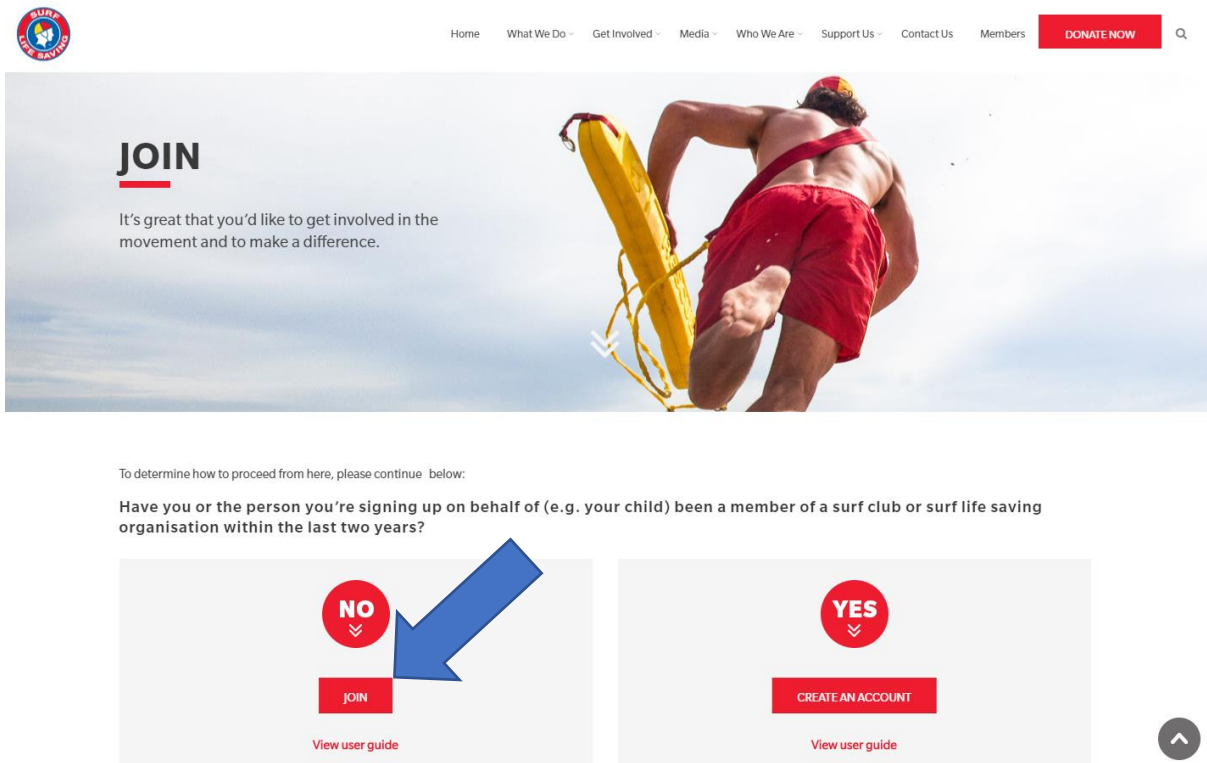 SURF
LIFE SAVING
Home What We Do Get Involved Media Who We Are Support Us Contact Us Members DONATE NOW
JOIN
It's great that you'd like to get involved in the
movement and to make a difference.
To determine how to proceed from here, please continue below:
Have you or the person you're signing up on behalf of (e.g. your child) been a member of a surf club or surf life saving
organisation within the last two years?
NO
JOIN
View user guide
YES
CREATE AN ACCOUNT
View user guide